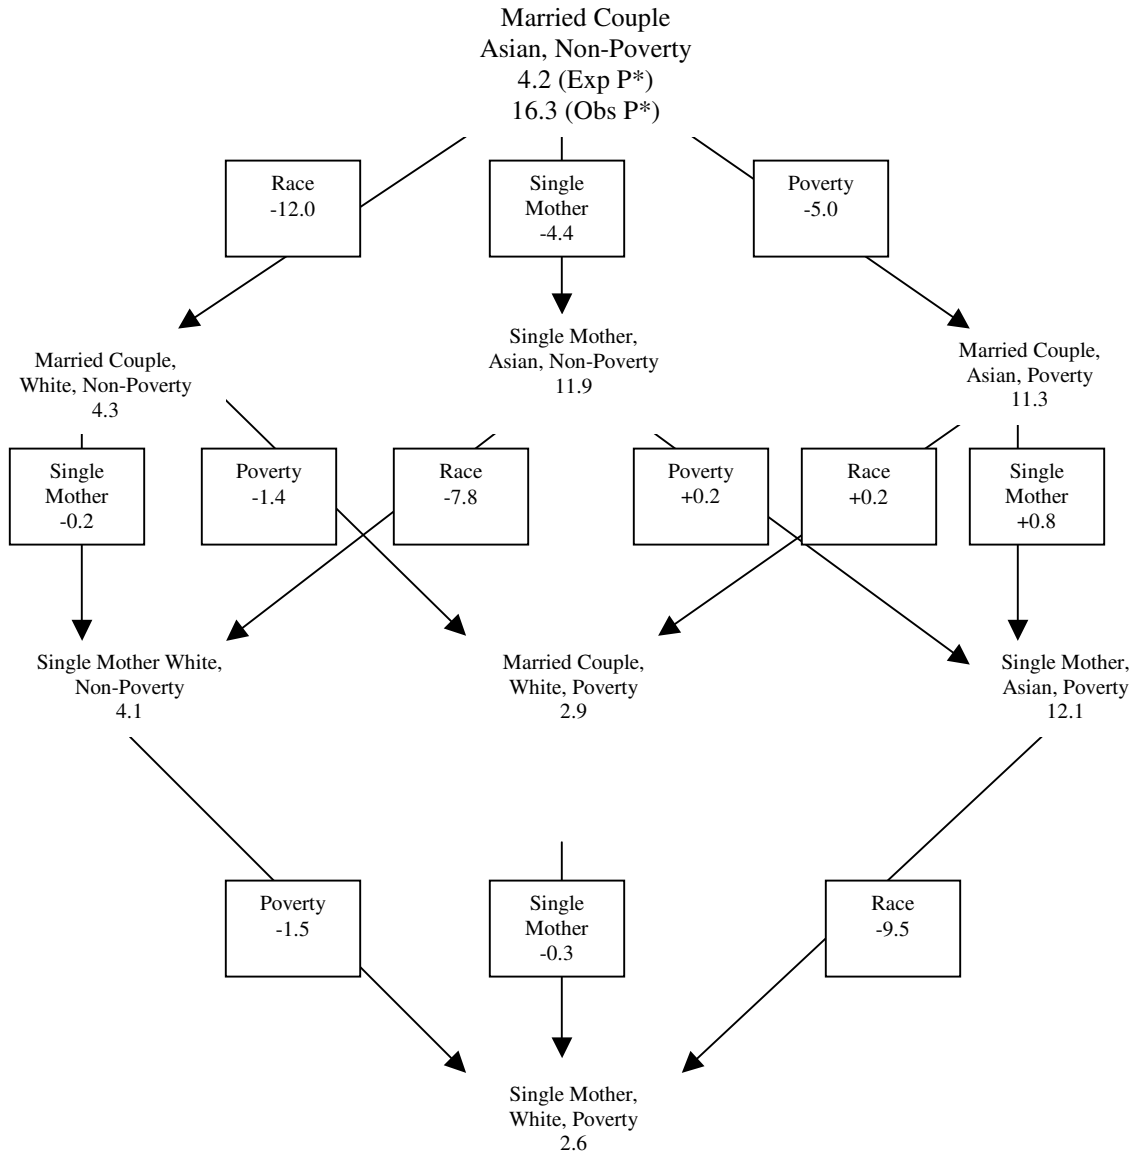 Married Couple
Asian, Non-Poverty
4.2 (Exp P*)
16.3 (Obs P*)
Race
-12.0
Single
Mother
-4.4
Poverty
-5.0
Married Couple,
White, Non-Poverty
4.3
Single Mother,
Asian, Non-Poverty
11.9
Married Couple,
Asian, Poverty
11.3
Single
Mother
-0.2
Poverty
-1.4
Race
-7.8
Poverty
+0.2
Race
+0.2
Single
Mother
+0.8
Single Mother White,
Non-Poverty
4.1
Married Couple,
White, Poverty
2.9
Single Mother,
Asian, Poverty
12.1
Poverty
-1.5
Single
Mother
-0.3
Race
-9.5
Single Mother,
White, Poverty
2.6